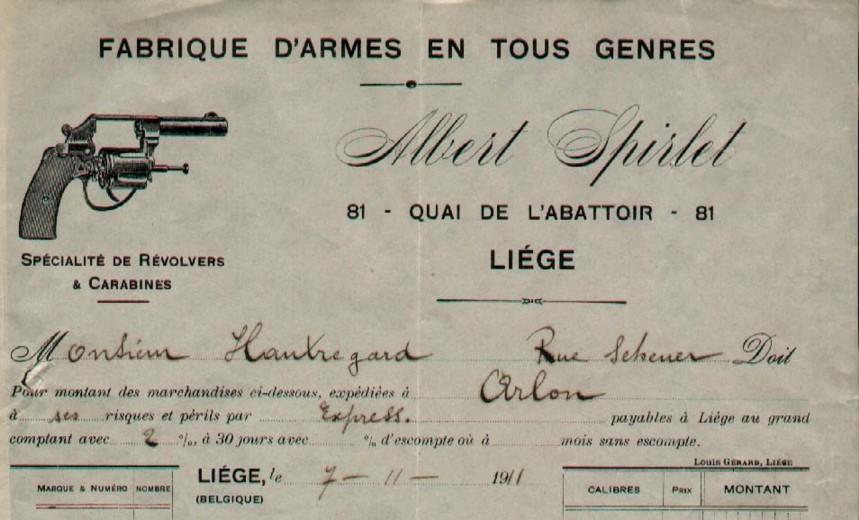 FABRIQUE D'ARMES EN TOUS GENRES
Albert Spirlet
81 - QUAI DE L'ABATTOIR - 81
LIÉGE
SPÉCIALITÉ DE RÉVOLVERS
& CARABINES
Monsieur Hautregard Rue Scheuer Doit
Pour montant des marchandises ci-dessous, expédiées à Arlon
à ses risques et périls par Express. payables à Liége au grand
comptant avec 2 %, à 30 jours avec % d'escompte où à mois sans escompte.
Louis GÉRARD, LIÉGE
LIÉGE, le 7 - 11 - 1911
(BELGIQUE)
MARQUE & NUMÉRO NOMBRE
CALIBRES PRIX MONTANT